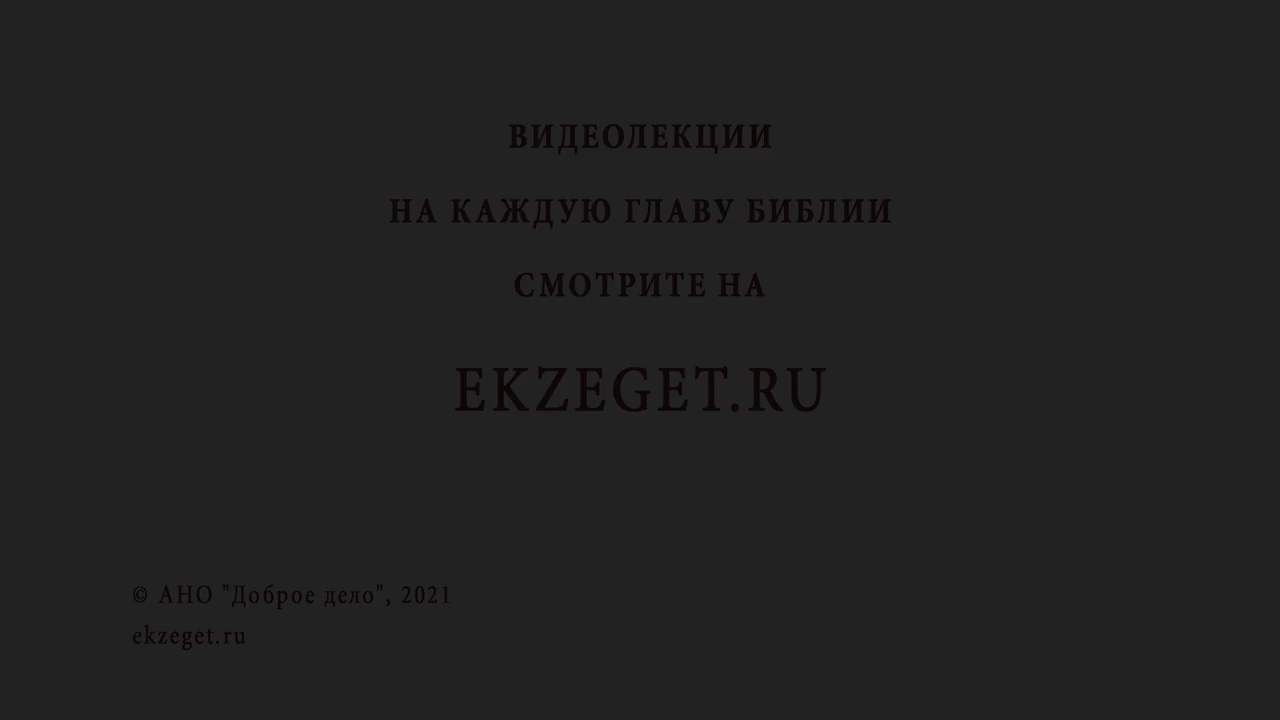 ВИДЕОЛЕКЦИИ
НА КАЖДУЮ ГЛАВУ БИБЛИИ
СМОТРИТЕ НА
EKZEGET.RU
© АНО "Доброе дело", 2021
ekzeget.ru